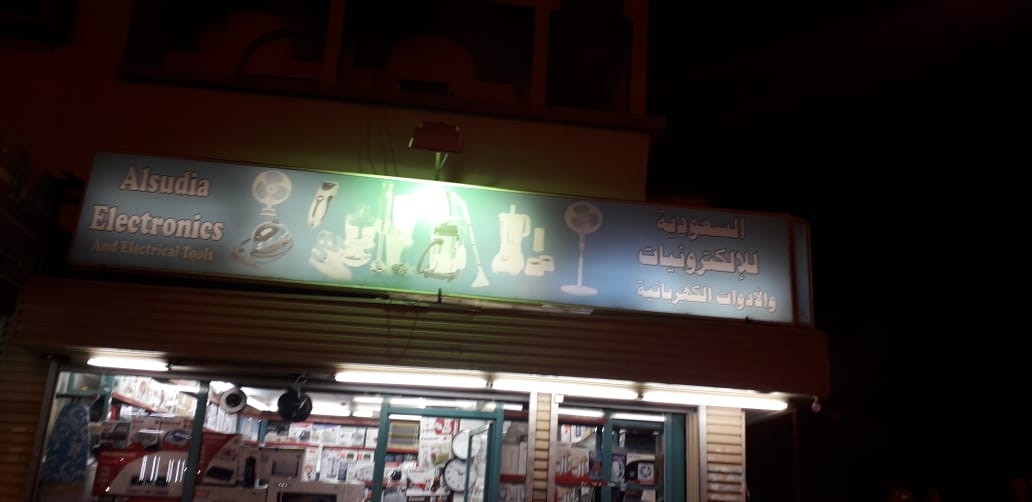 Alsudia
Electronics
And Electrical Tools
السعودية
للإلكترونيات
والأدوات الكهربائية